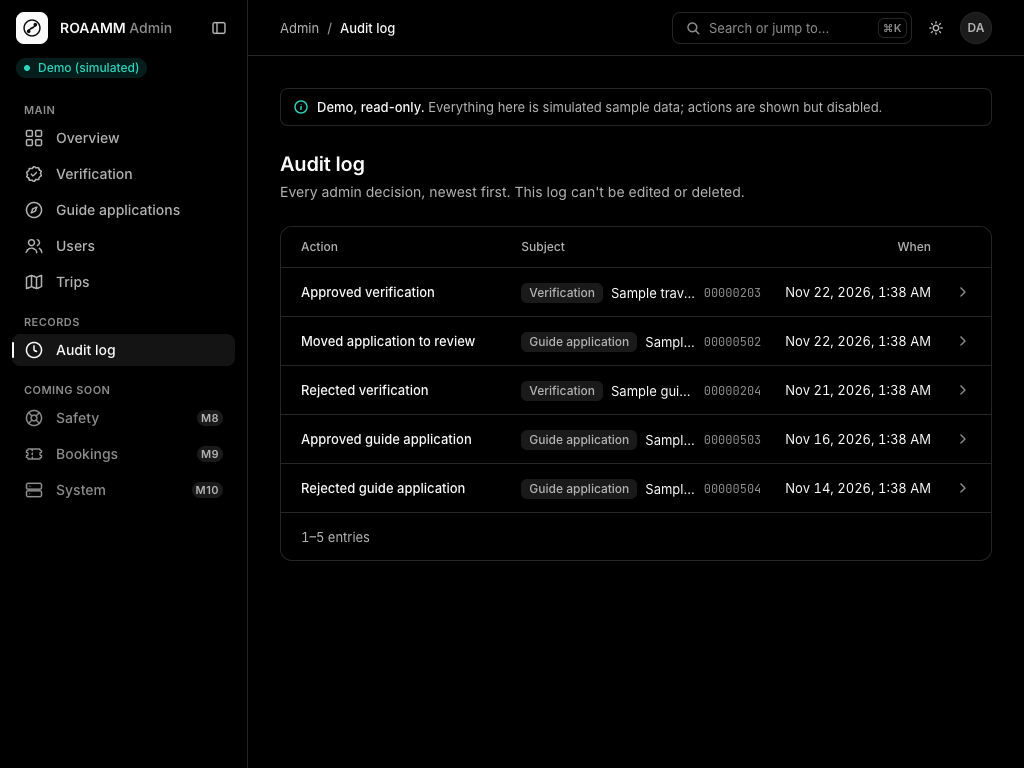 ROAAMM Admin
Demo (simulated)
MAIN
Overview
Verification
Guide applications
Users
Trips
RECORDS
Audit log
COMING SOON
Safety M8
Bookings M9
System M10
Admin / Audit log
Search or jump to... ⌘K
DA
Demo, read-only. Everything here is simulated sample data; actions are shown but disabled.
Audit log
Every admin decision, newest first. This log can't be edited or deleted.
Action Subject When
Approved verification Verification Sample trav... 00000203 Nov 22, 2026, 1:38 AM
Moved application to review Guide application Sampl... 00000502 Nov 22, 2026, 1:38 AM
Rejected verification Verification Sample gui... 00000204 Nov 21, 2026, 1:38 AM
Approved guide application Guide application Sampl... 00000503 Nov 16, 2026, 1:38 AM
Rejected guide application Guide application Sampl... 00000504 Nov 14, 2026, 1:38 AM
1–5 entries